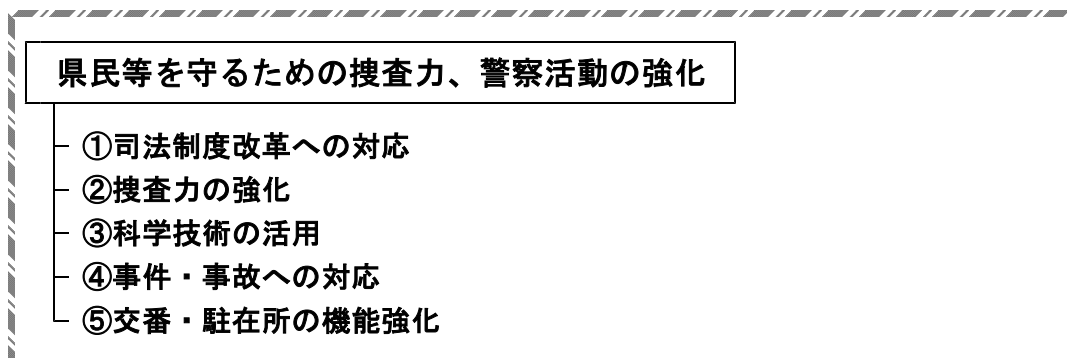 県民等を守るための捜査力、警察活動の強化
①司法制度改革への対応
②捜査力の強化
③科学技術の活用
④事件・事故への対応
⑤交番・駐在所の機能強化